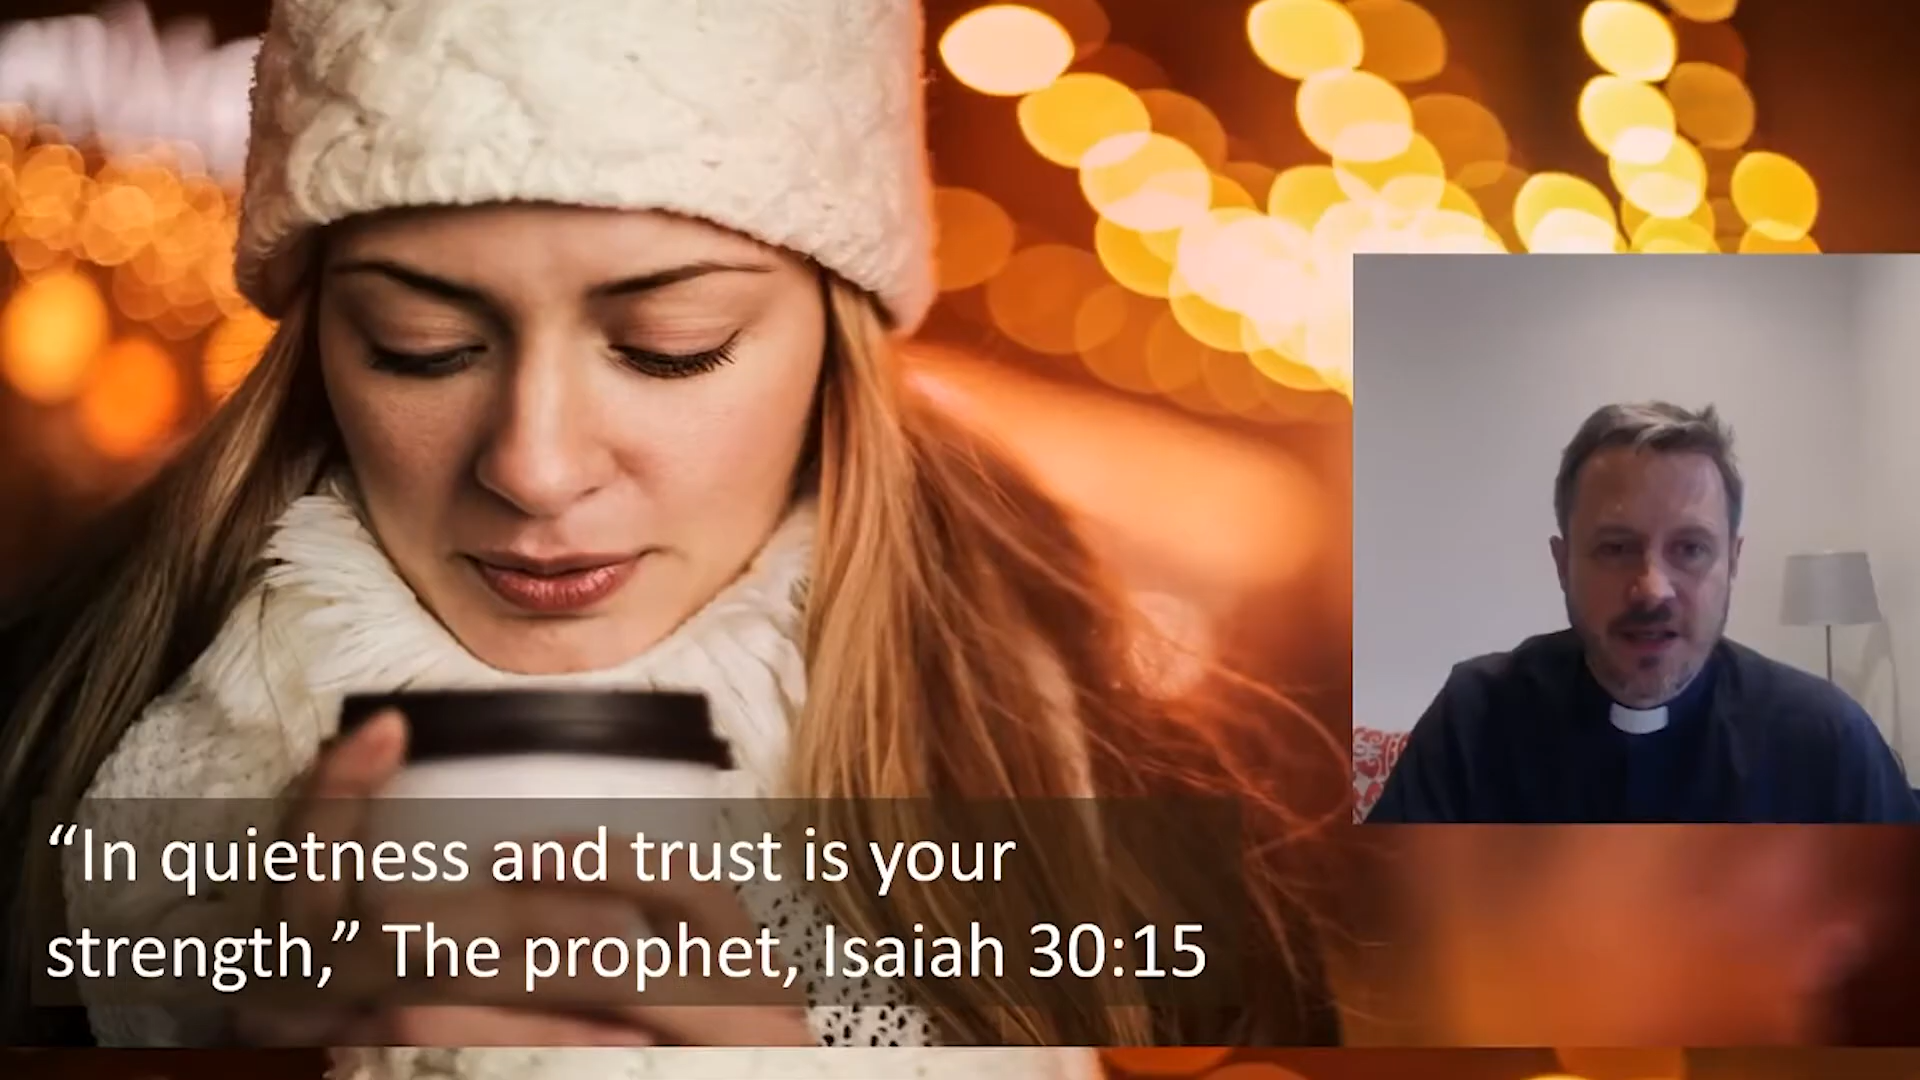 “In quietness and trust is your
strength,” The prophet, Isaiah 30:15